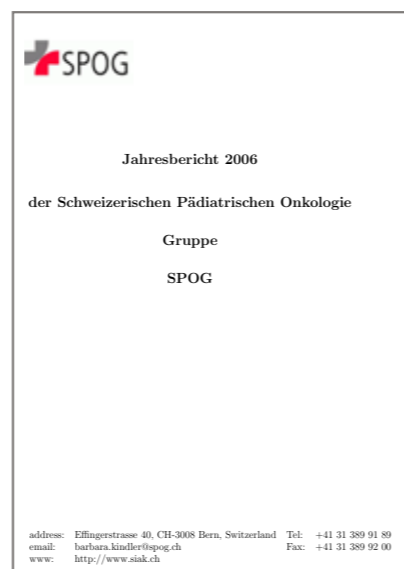 SPOG
Jahresbericht 2006
der Schweizerischen Pädiatrischen Onkologie
Gruppe
SPOG
address: Effingerstrasse 40, CH-3008 Bern, Switzerland Tel: +41 31 389 91 89
email: barbara.kindler@spog.ch Fax: +41 31 389 92 00
www: http://www.siak.ch